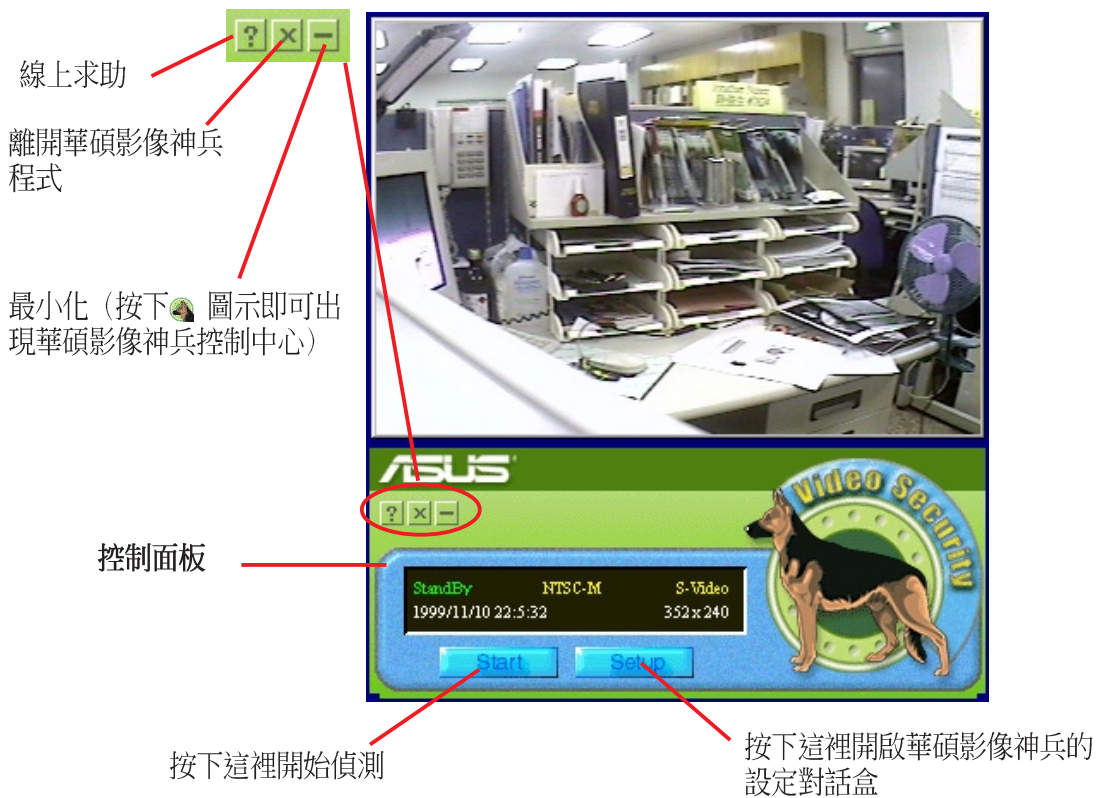 線上求助
離開華碩影像神兵
程式
最小化（按下 圖示即可出
現華碩影像神兵控制中心）
ASUS
Video Security
控制面板
StandBy NTSC-M S-Video
1999/11/10 22:5:32 352x240
Start Setup
按下這裡開始偵測
按下這裡開啟華碩影像神兵的
設定對話盒